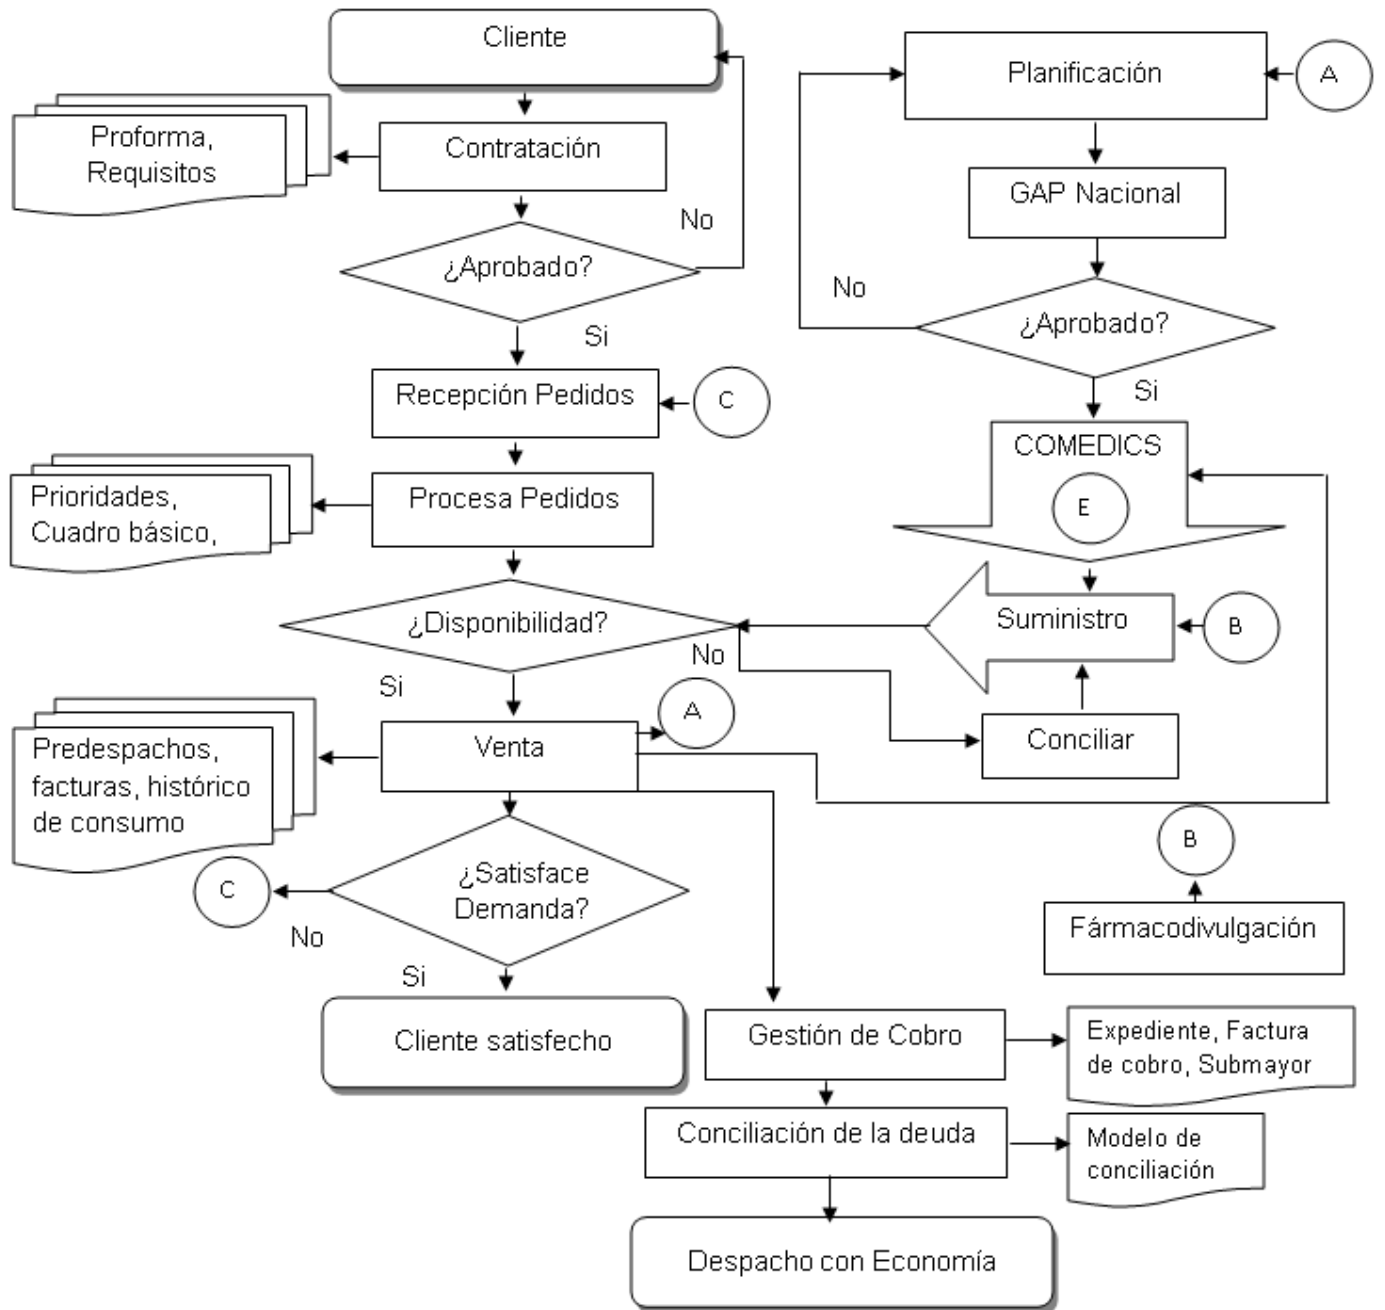 Cliente
Planificación
A
Proforma,
Requisitos
Contratación
GAP Nacional
No
¿Aprobado?
No
¿Aprobado?
Si
Si
Recepción Pedidos
C
COMEDICS
E
Prioridades,
Cuadro básico,
Procesa Pedidos
¿Disponibilidad?
Suministro
B
No
Si
A
Predespachos,
facturas, histórico
de consumo
Venta
Conciliar
B
C
¿Satisface
Demanda?
No
Fármacodivulgación
Si
Cliente satisfecho
Gestión de Cobro
Expediente, Factura
de cobro, Submayor
Conciliación de la deuda
Modelo de
conciliación
Despacho con Economía